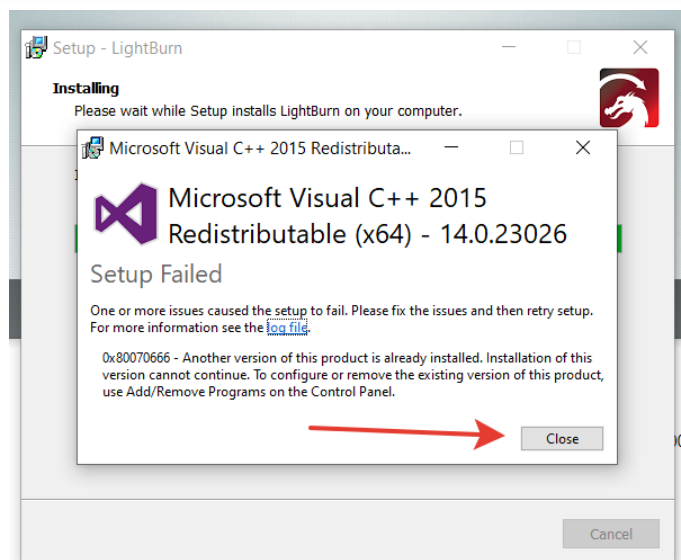 Setup - LightBurn
Installing
Please wait while Setup installs LightBurn on your computer.
Microsoft Visual C++ 2015 Redistributa...
Microsoft Visual C++ 2015
Redistributable (x64) - 14.0.23026
Setup Failed
One or more issues caused the setup to fail. Please fix the issues and then retry setup.
For more information see the log file.
0x80070666 - Another version of this product is already installed. Installation of this
version cannot continue. To configure or remove the existing version of this product,
use Add/Remove Programs on the Control Panel.
Close
Cancel